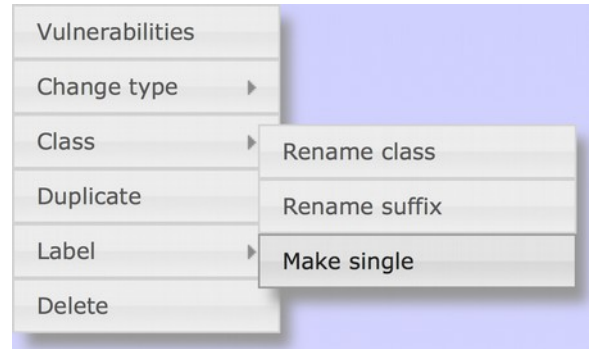 Vulnerabilities
Change type
Class
Duplicate
Label
Delete
Rename class
Rename suffix
Make single